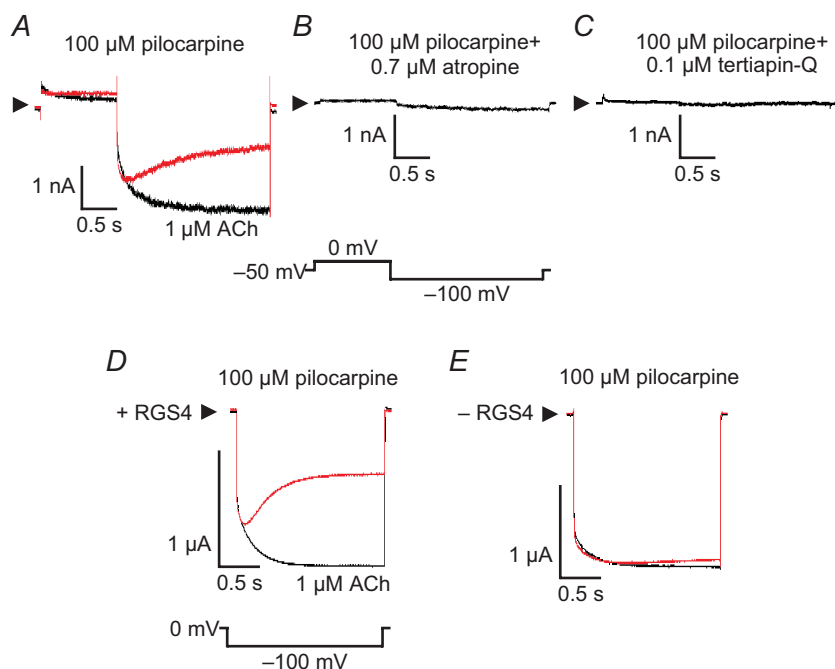 A
100 µM pilocarpine
1 nA
0.5 s
1 µM ACh
B
100 µM pilocarpine+
0.7 µM atropine
1 nA
0.5 s
C
100 µM pilocarpine+
0.1 µM tertiapin-Q
1 nA
0.5 s
0 mV
–50 mV
–100 mV
D
100 µM pilocarpine
+ RGS4
1 µA
0.5 s
1 µM ACh
0 mV
–100 mV
E
100 µM pilocarpine
– RGS4
1 µA
0.5 s